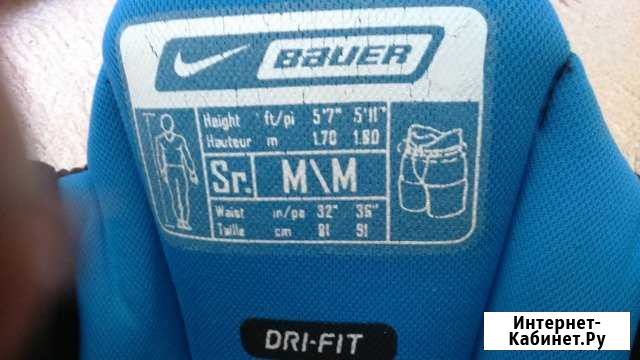 BAUER
Height ft/pi 5'7" 5'11"
Hauteur m 1.70 1.80
Sr. M\M
Waist in/po 32" 36"
Taille cm 81 91
DRI-FIT
Интернет-
Кабинет.Ру